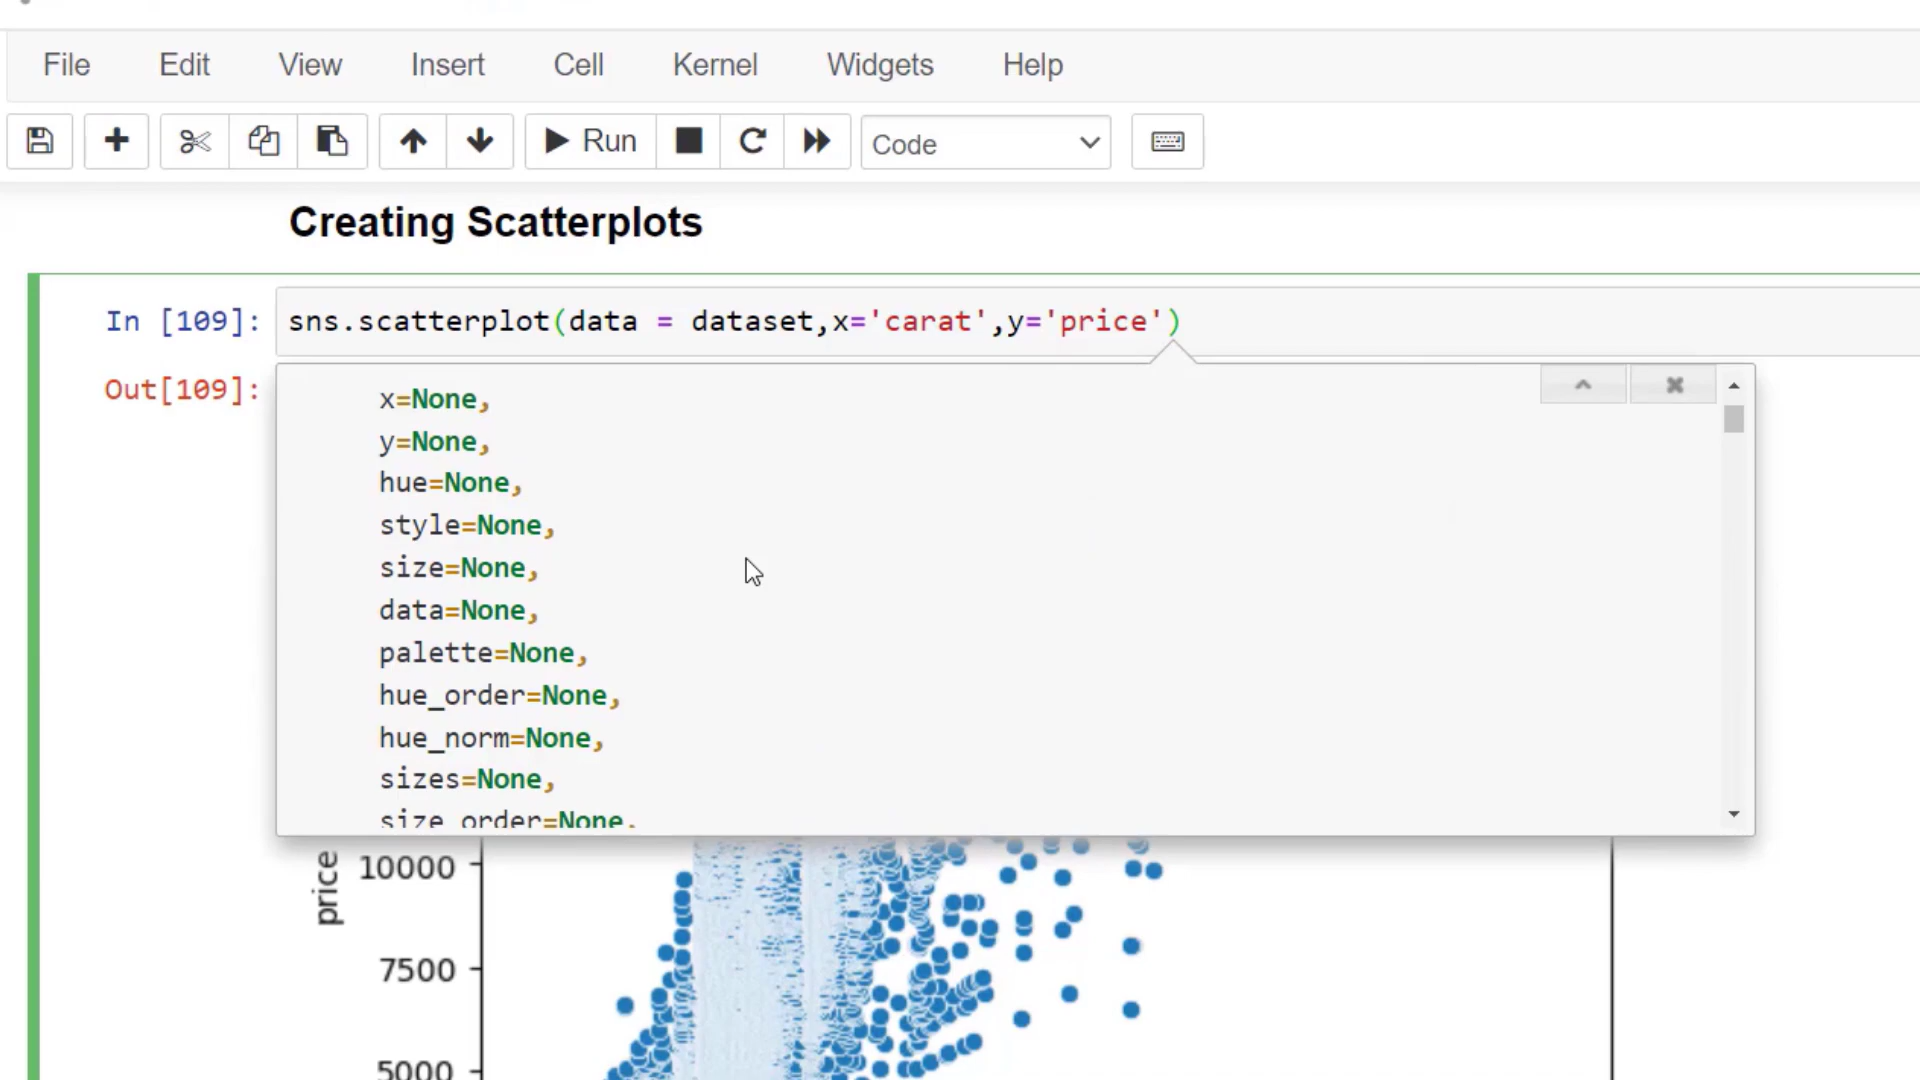 File Edit View Insert Cell Kernel Widgets Help
Run Code
Creating Scatterplots
In [109]: sns.scatterplot(data = dataset,x='carat',y='price')
Out[109]:
x=None,
y=None,
hue=None,
style=None,
size=None,
data=None,
palette=None,
hue_order=None,
hue_norm=None,
sizes=None,
size_order=None,
10000
price
7500
5000